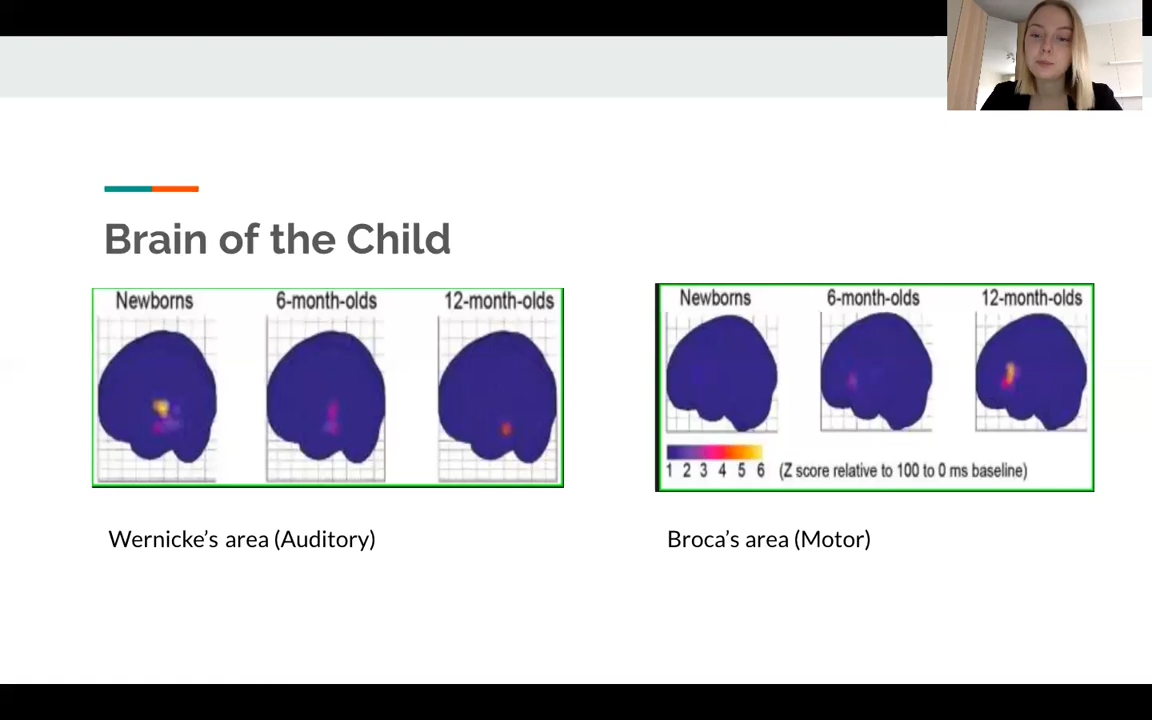 Brain of the Child
Newborns 6-month-olds 12-month-olds
Newborns 6-month-olds 12-month-olds
1 2 3 4 5 6 (Z score relative to 100 to 0 ms baseline)
Wernicke’s area (Auditory)
Broca’s area (Motor)